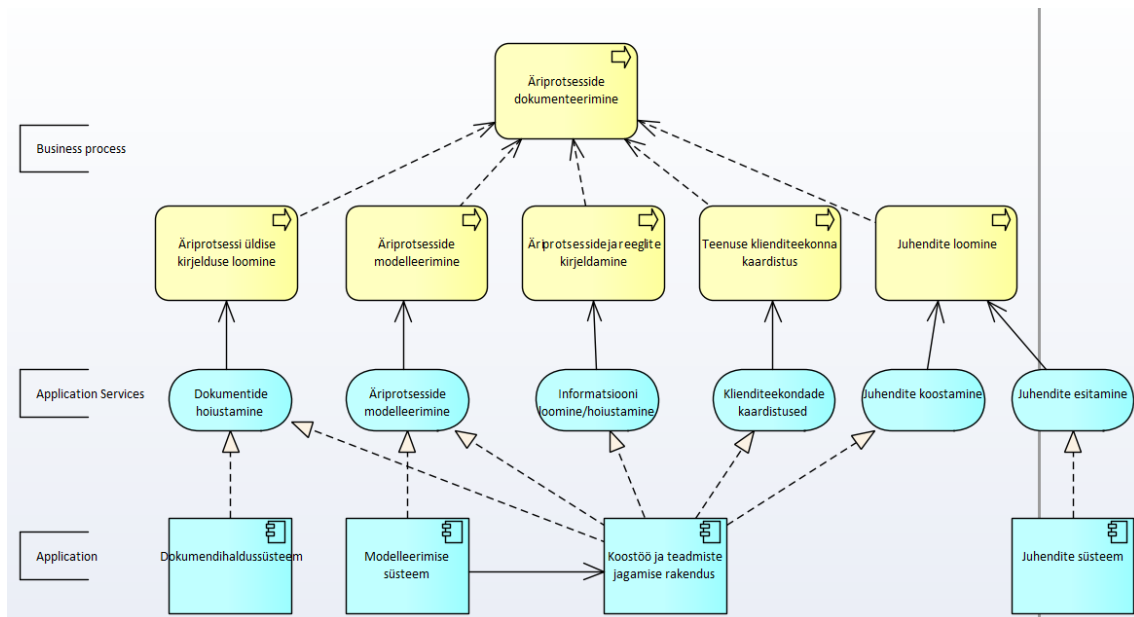 Äriprotsesside
dokumenteerimine
Business process
Äriprotsessi üldise
kirjelduse loomine
Äriprotsesside
modelleerimine
Äriprotsesside ja reeglite
kirjeldamine
Teenuse klienditeekonna
kaardistus
Juhendite loomine
Application Services
Dokumentide
hoiustamine
Äriprotsesside
modelleerimine
Informatsiooni
loomine/hoiustamine
Klienditeekondade
kaardistused
Juhendite koostamine
Juhendite esitamine
Application
Dokumendihaldussüsteem
Modelleerimise
süsteem
Koostöö ja teadmiste
jagamise rakendus
Juhendite süsteem